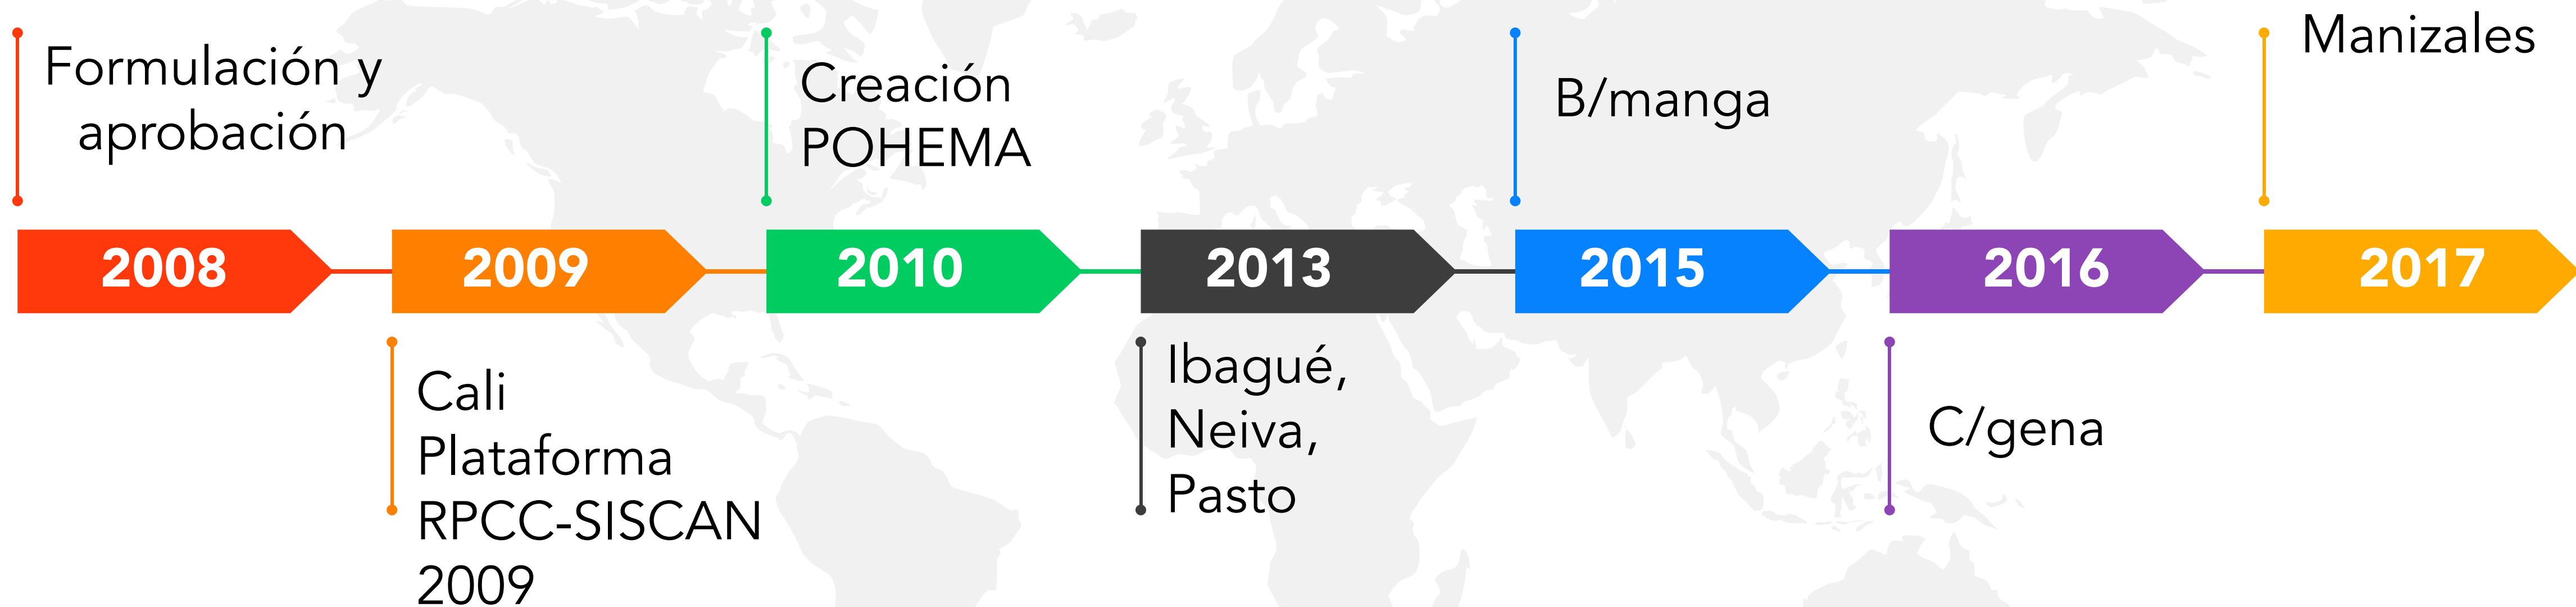 Formulación y
aprobación
Creación
POHEMA
B/manga
Manizales
2008
2009
2010
2013
2015
2016
2017
Cali
Plataforma
RPCC-SISCAN
2009
Ibagué,
Neiva,
Pasto
C/gena